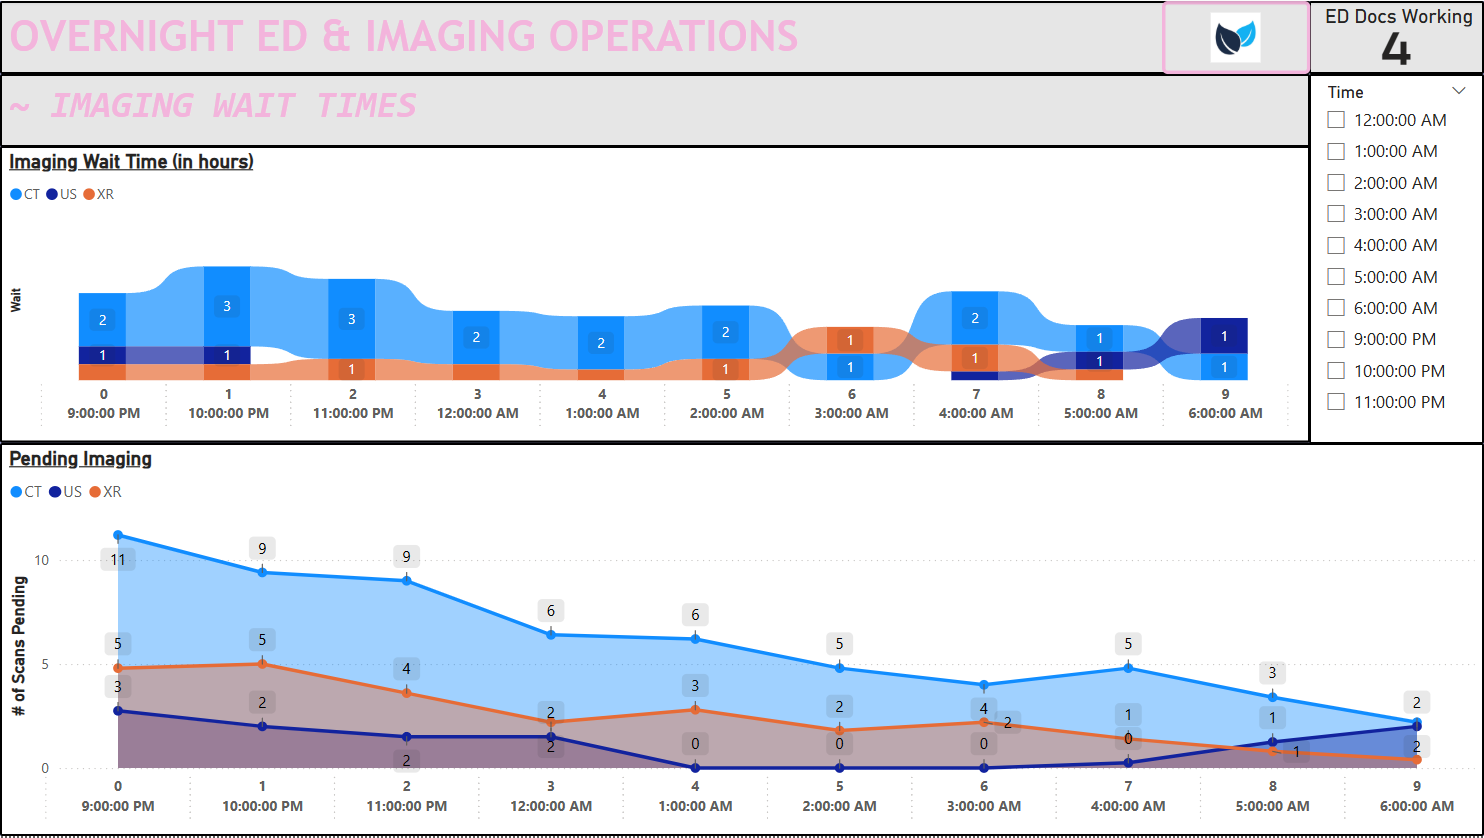 OVERNIGHT ED & IMAGING OPERATIONS
ED Docs Working
4
~ IMAGING WAIT TIMES
Time
12:00:00 AM
1:00:00 AM
2:00:00 AM
3:00:00 AM
4:00:00 AM
5:00:00 AM
6:00:00 AM
9:00:00 PM
10:00:00 PM
11:00:00 PM
Imaging Wait Time (in hours)
CT US XR
Wait
2 3 3 2 2 2 1 2 1 1
1 1 1 1 1 1 1 1
0 1 2 3 4 5 6 7 8 9
9:00:00 PM 10:00:00 PM 11:00:00 PM 12:00:00 AM 1:00:00 AM 2:00:00 AM 3:00:00 AM 4:00:00 AM 5:00:00 AM 6:00:00 AM
Pending Imaging
CT US XR
# of Scans Pending
10
5
0
11 9 9 6 6 5 4 5 3 2
5 5 4 2 3 2 2 1 1
3 2 2 2 0 0 0 0 1 2
0 1 2 3 4 5 6 7 8 9
9:00:00 PM 10:00:00 PM 11:00:00 PM 12:00:00 AM 1:00:00 AM 2:00:00 AM 3:00:00 AM 4:00:00 AM 5:00:00 AM 6:00:00 AM